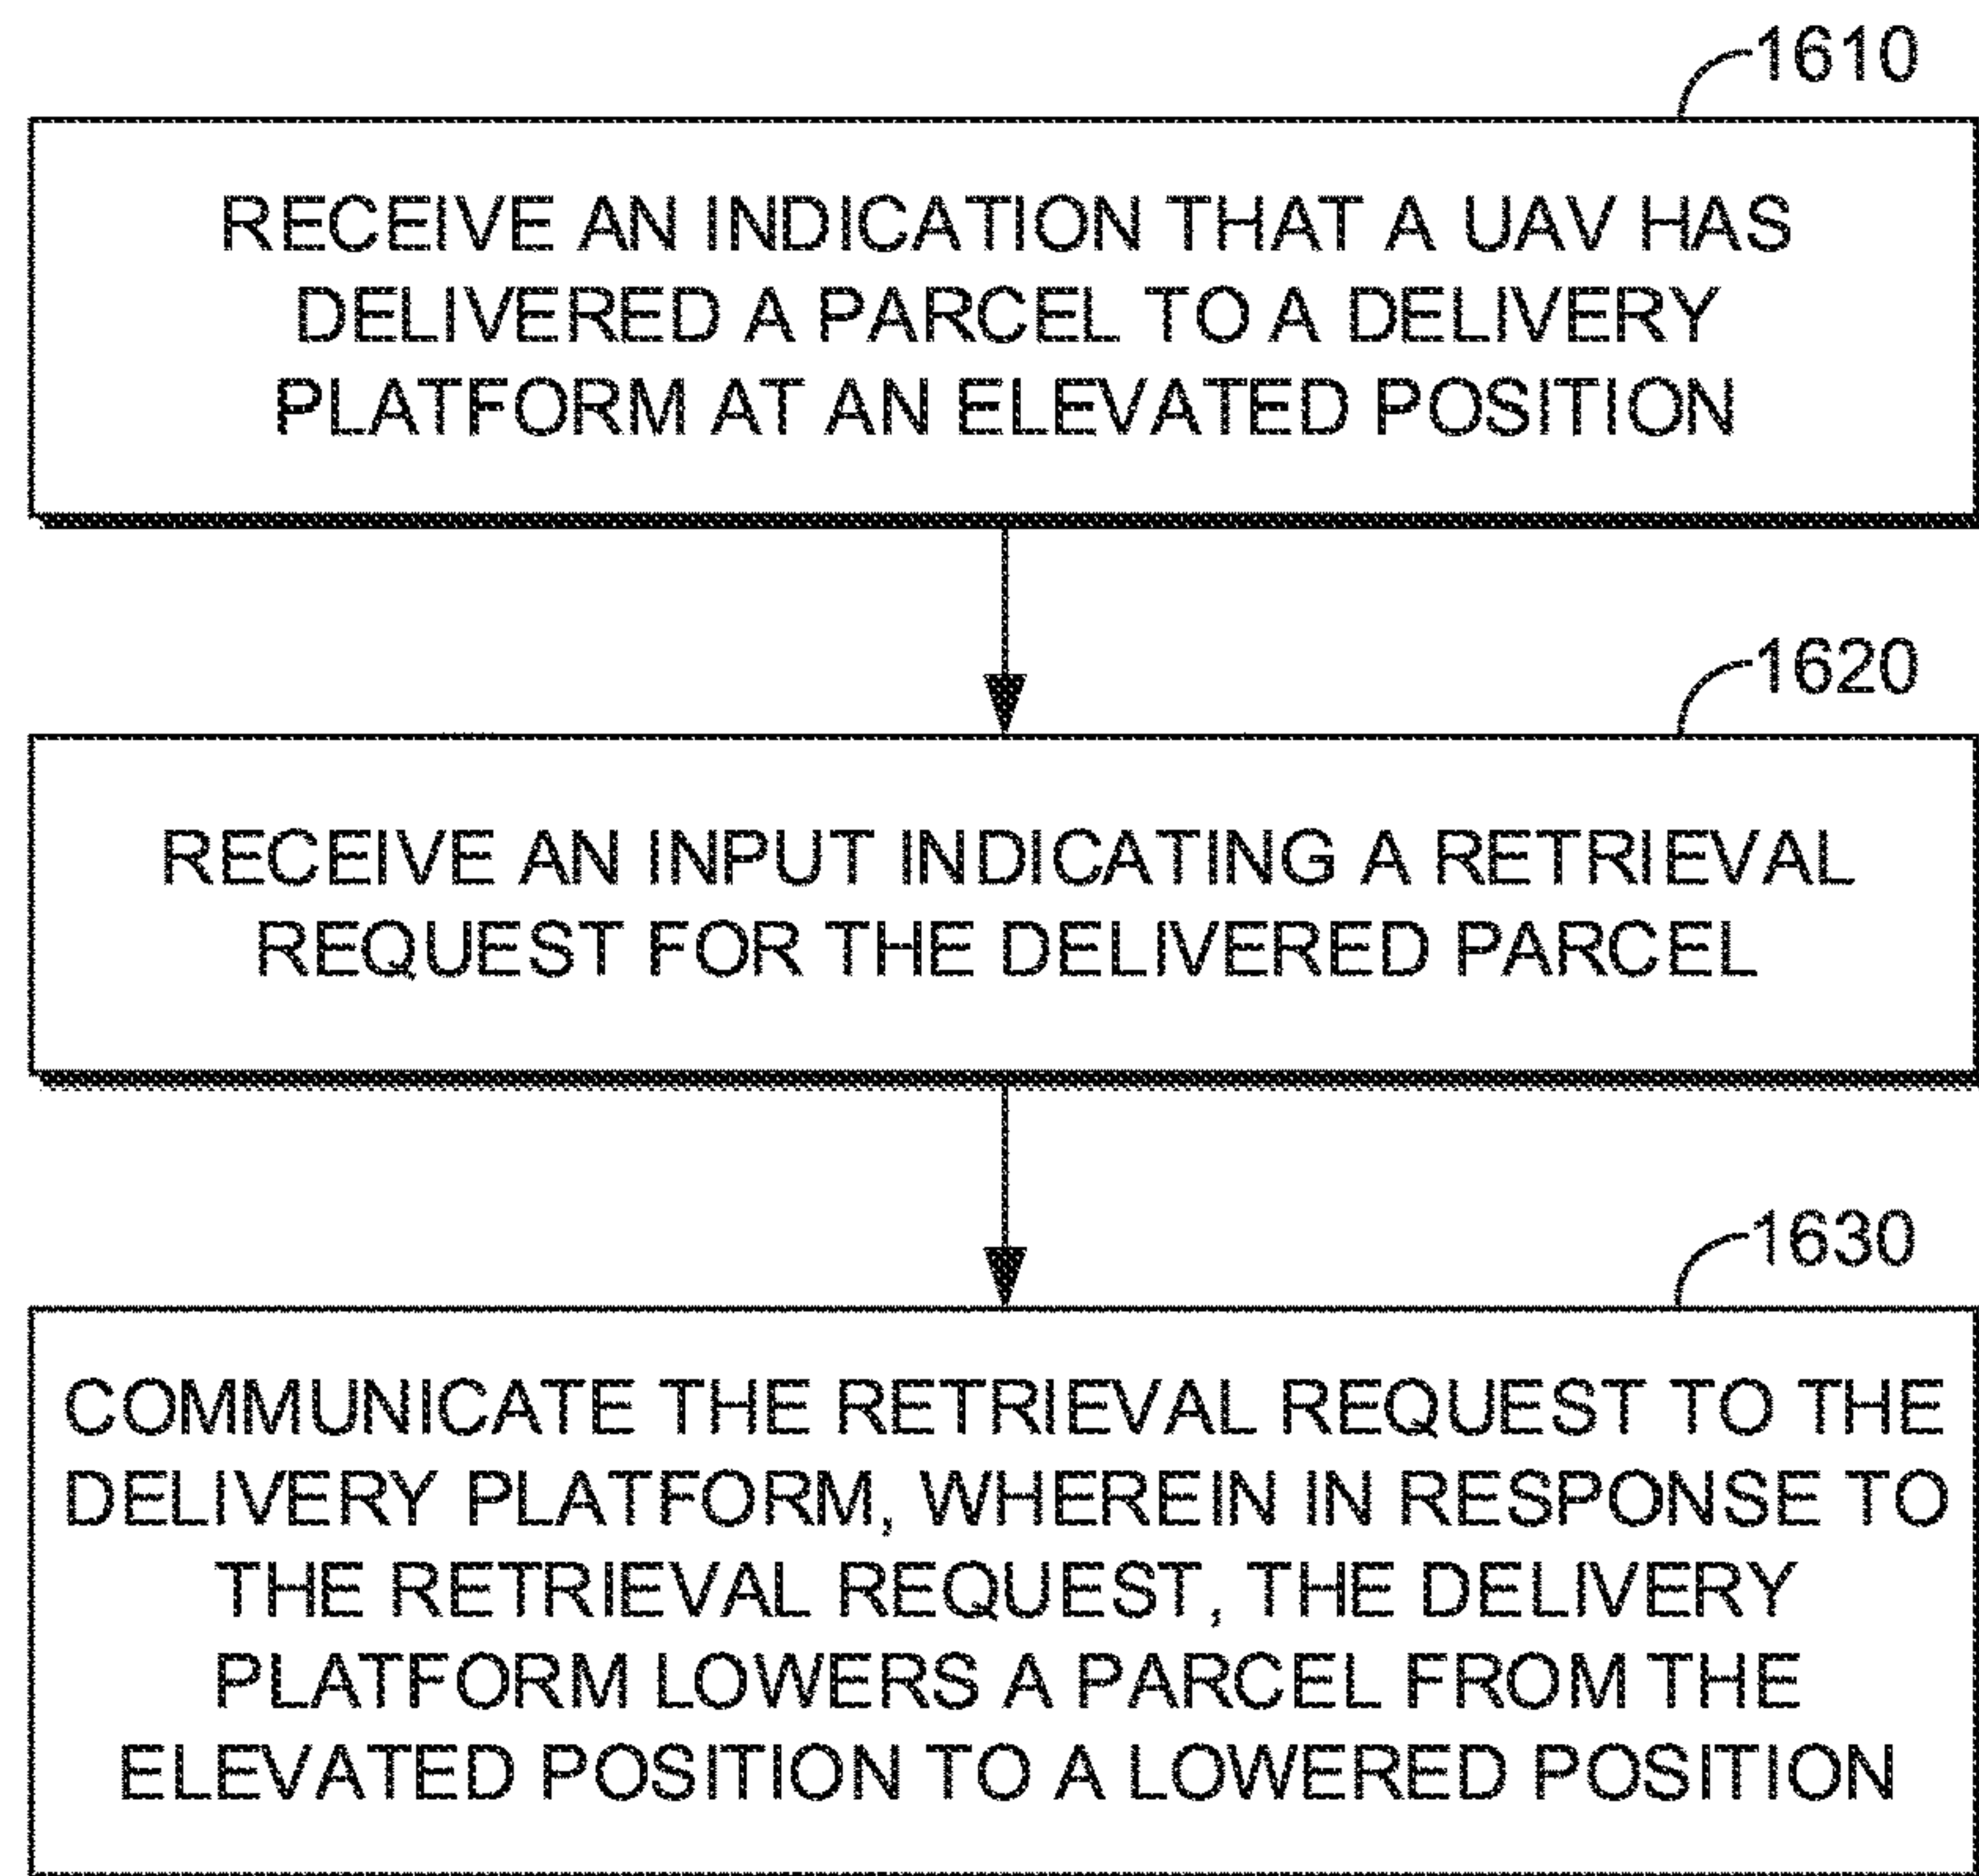 1610
RECEIVE AN INDICATION THAT A UAV HAS
DELIVERED A PARCEL TO A DELIVERY
PLATFORM AT AN ELEVATED POSITION
1620
RECEIVE AN INPUT INDICATING A RETRIEVAL
REQUEST FOR THE DELIVERED PARCEL
1630
COMMUNICATE THE RETRIEVAL REQUEST TO THE
DELIVERY PLATFORM, WHEREIN IN RESPONSE TO
THE RETRIEVAL REQUEST, THE DELIVERY
PLATFORM LOWERS A PARCEL FROM THE
ELEVATED POSITION TO A LOWERED POSITION